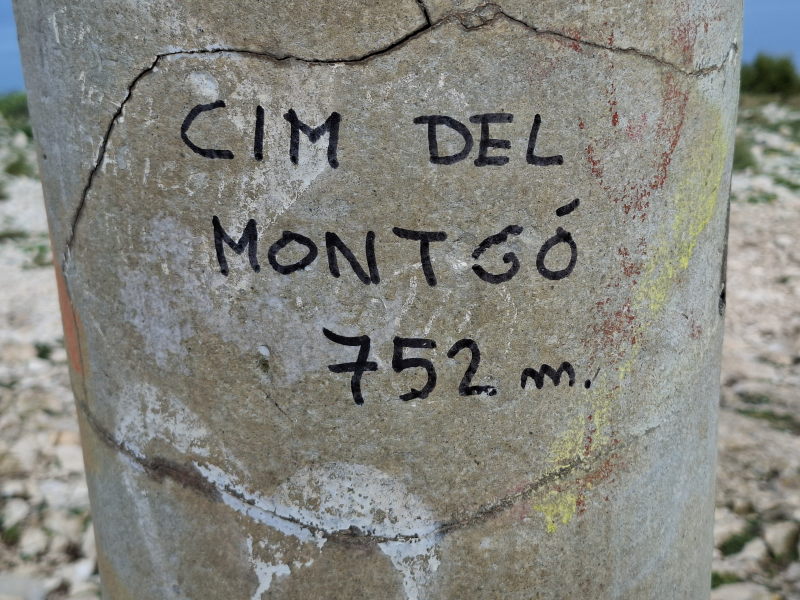 CIM DEL
MONTGÓ
752 m.